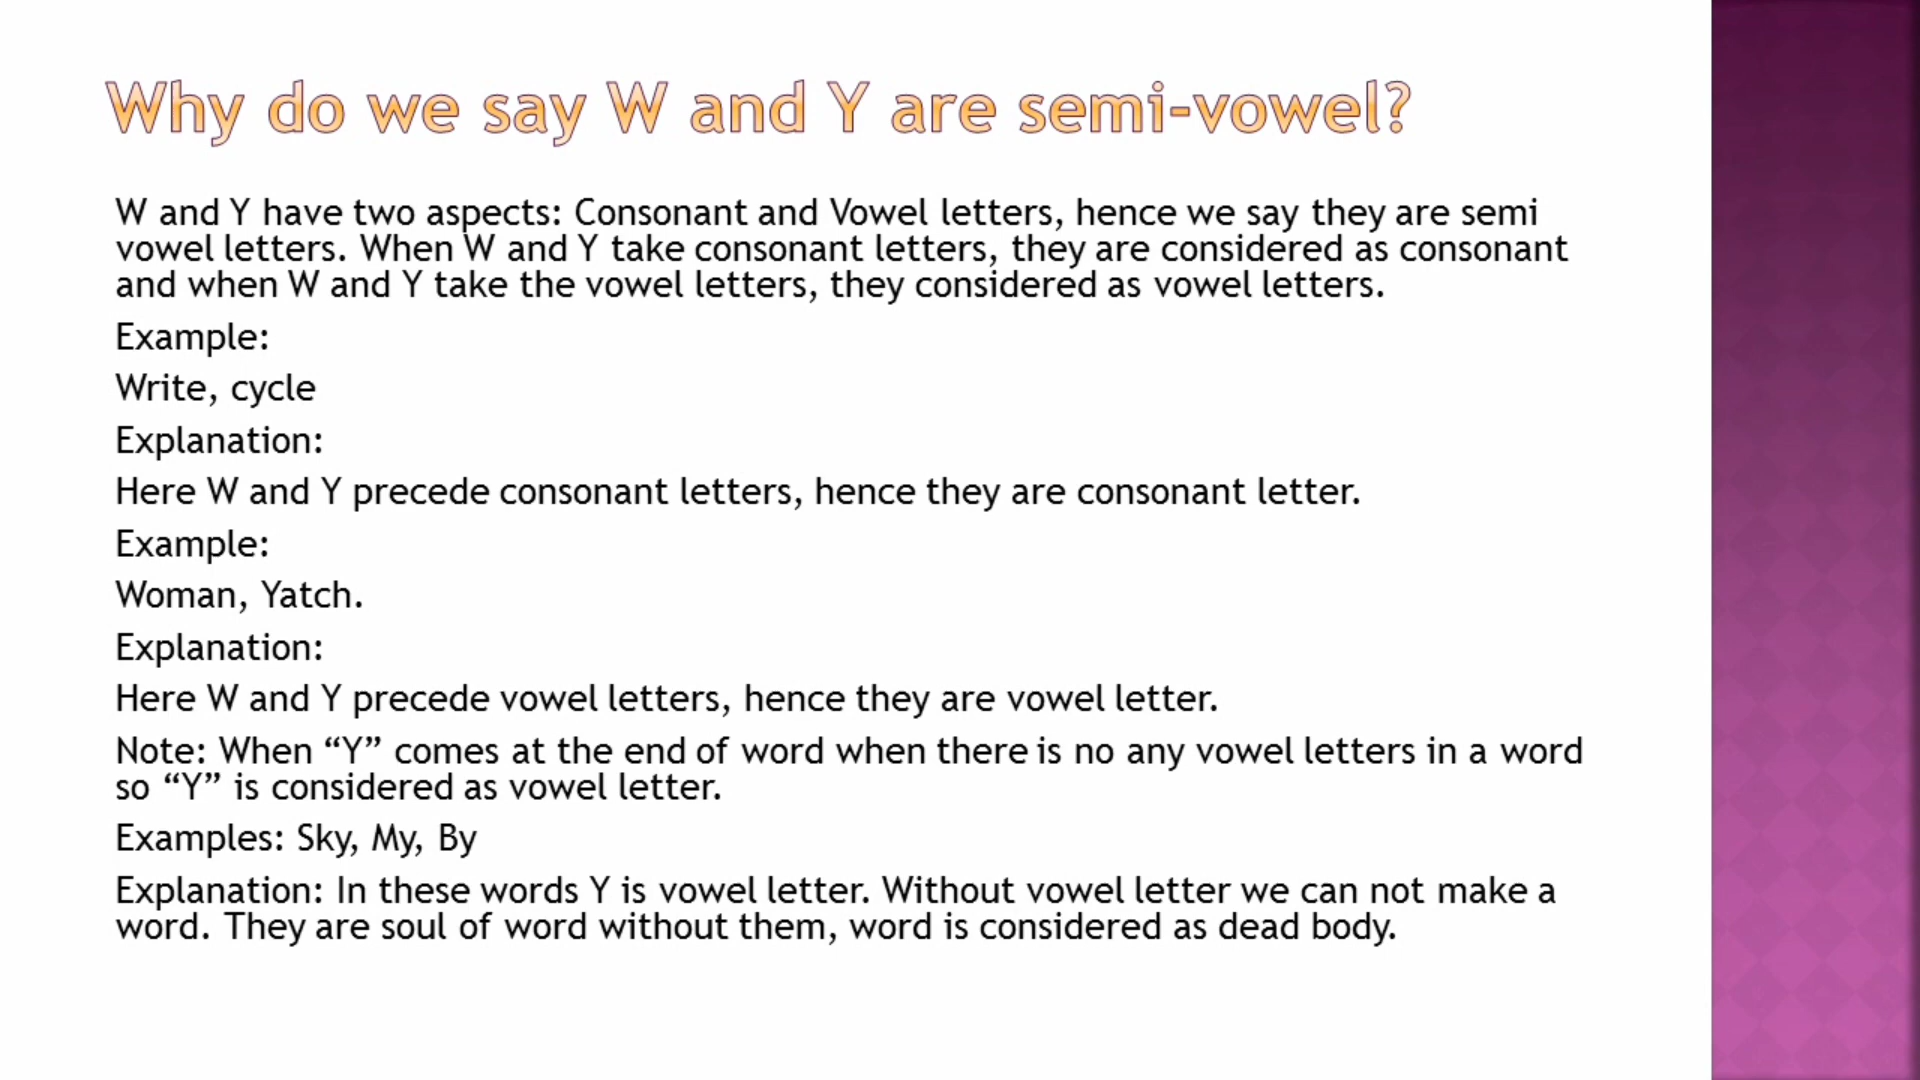 Why do we say W and Y are semi-vowel?
W and Y have two aspects: Consonant and Vowel letters, hence we say they are semi
vowel letters. When W and Y take consonant letters, they are considered as consonant
and when W and Y take the vowel letters, they considered as vowel letters.
Example:
Write, cycle
Explanation:
Here W and Y precede consonant letters, hence they are consonant letter.
Example:
Woman, Yatch.
Explanation:
Here W and Y precede vowel letters, hence they are vowel letter.
Note: When “Y” comes at the end of word when there is no any vowel letters in a word
so “Y” is considered as vowel letter.
Examples: Sky, My, By
Explanation: In these words Y is vowel letter. Without vowel letter we can not make a
word. They are soul of word without them, word is considered as dead body.